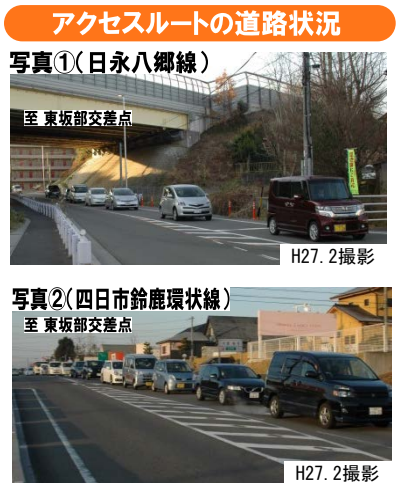 アクセスルートの道路状況
写真①(日永八郷線)
至 東坂部交差点
H27.2撮影
写真②(四日市鈴鹿環状線)
至 東坂部交差点
H27.2撮影